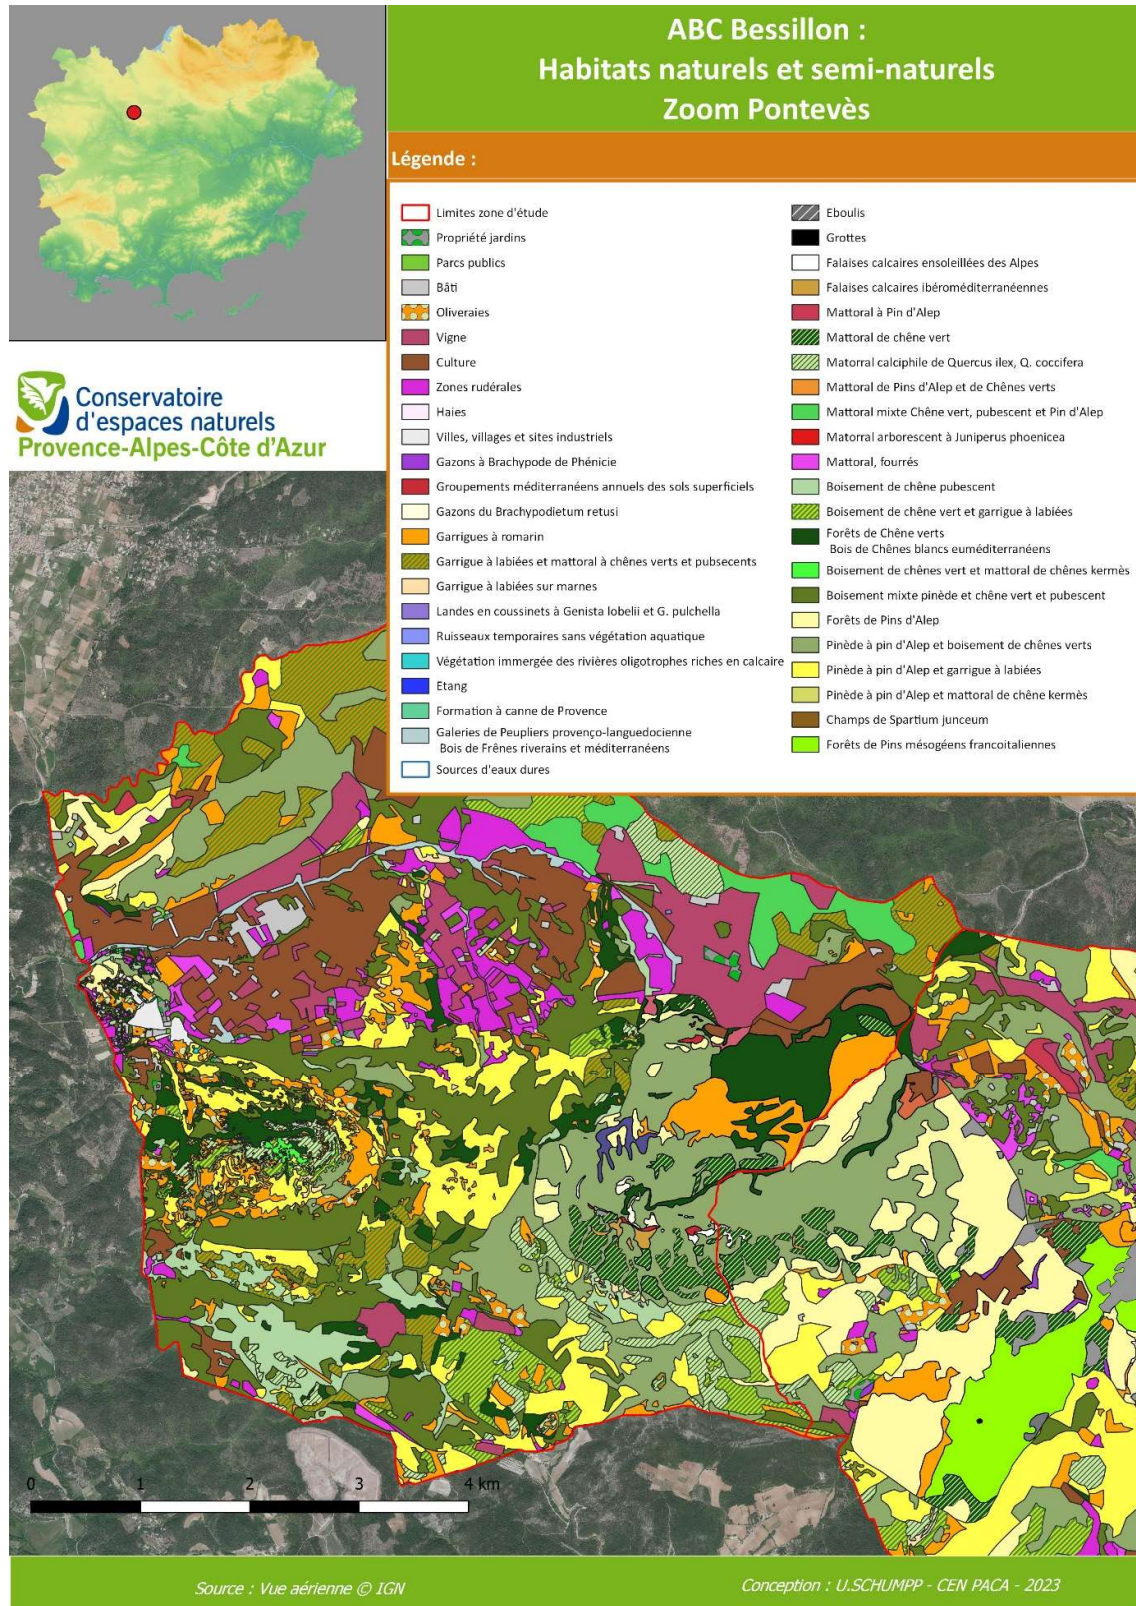 ABC Bessillon :
Habitats naturels et semi-naturels
Zoom Pontevès
Légende :
Limites zone d'étude
Propriété jardins
Parcs publics
Bâti
Oliveraies
Vigne
Culture
Zones rudérales
Haies
Villes, villages et sites industriels
Gazons à Brachypode de Phénicie
Groupements méditerranéens annuels des sols superficiels
Gazons du Brachypodietum retusi
Garrigues à romarin
Garrigue à labiées et mattoral à chênes verts et pubsecents
Garrigue à labiées sur marnes
Landes en coussinets à Genista lobelii et G. pulchella
Ruisseaux temporaires sans végétation aquatique
Végétation immergée des rivières oligotrophes riches en calcaire
Etang
Formation à canne de Provence
Galeries de Peupliers provenço-languedocienne
Bois de Frênes riverains et méditerranéens
Sources d'eaux dures
Eboulis
Grottes
Falaises calcaires ensoleillées des Alpes
Falaises calcaires ibéroméditerranéennes
Mattoral à Pin d'Alep
Mattoral de chêne vert
Matorral calciphile de Quercus ilex, Q. coccifera
Mattoral de Pins d'Alep et de Chênes verts
Mattoral mixte Chêne vert, pubescent et Pin d'Alep
Matorral arborescent à Juniperus phoenicea
Mattoral, fourrés
Boisement de chêne pubescent
Boisement de chêne vert et garrigue à labiées
Forêts de Chêne verts
Bois de Chênes blancs euméditerranéens
Boisement de chênes vert et mattoral de chênes kermès
Boisement mixte pinède et chêne vert et pubescent
Forêts de Pins d'Alep
Pinède à pin d'Alep et boisement de chênes verts
Pinède à pin d'Alep et garrigue à labiées
Pinède à pin d'Alep et mattoral de chêne kermès
Champs de Spartium junceum
Forêts de Pins mésogéens francoitaliennes
Conservatoire
d'espaces naturels
Provence-Alpes-Côte d'Azur
0 1 2 3 4 km
Source : Vue aérienne © IGN
Conception : U.SCHUMPP - CEN PACA - 2023